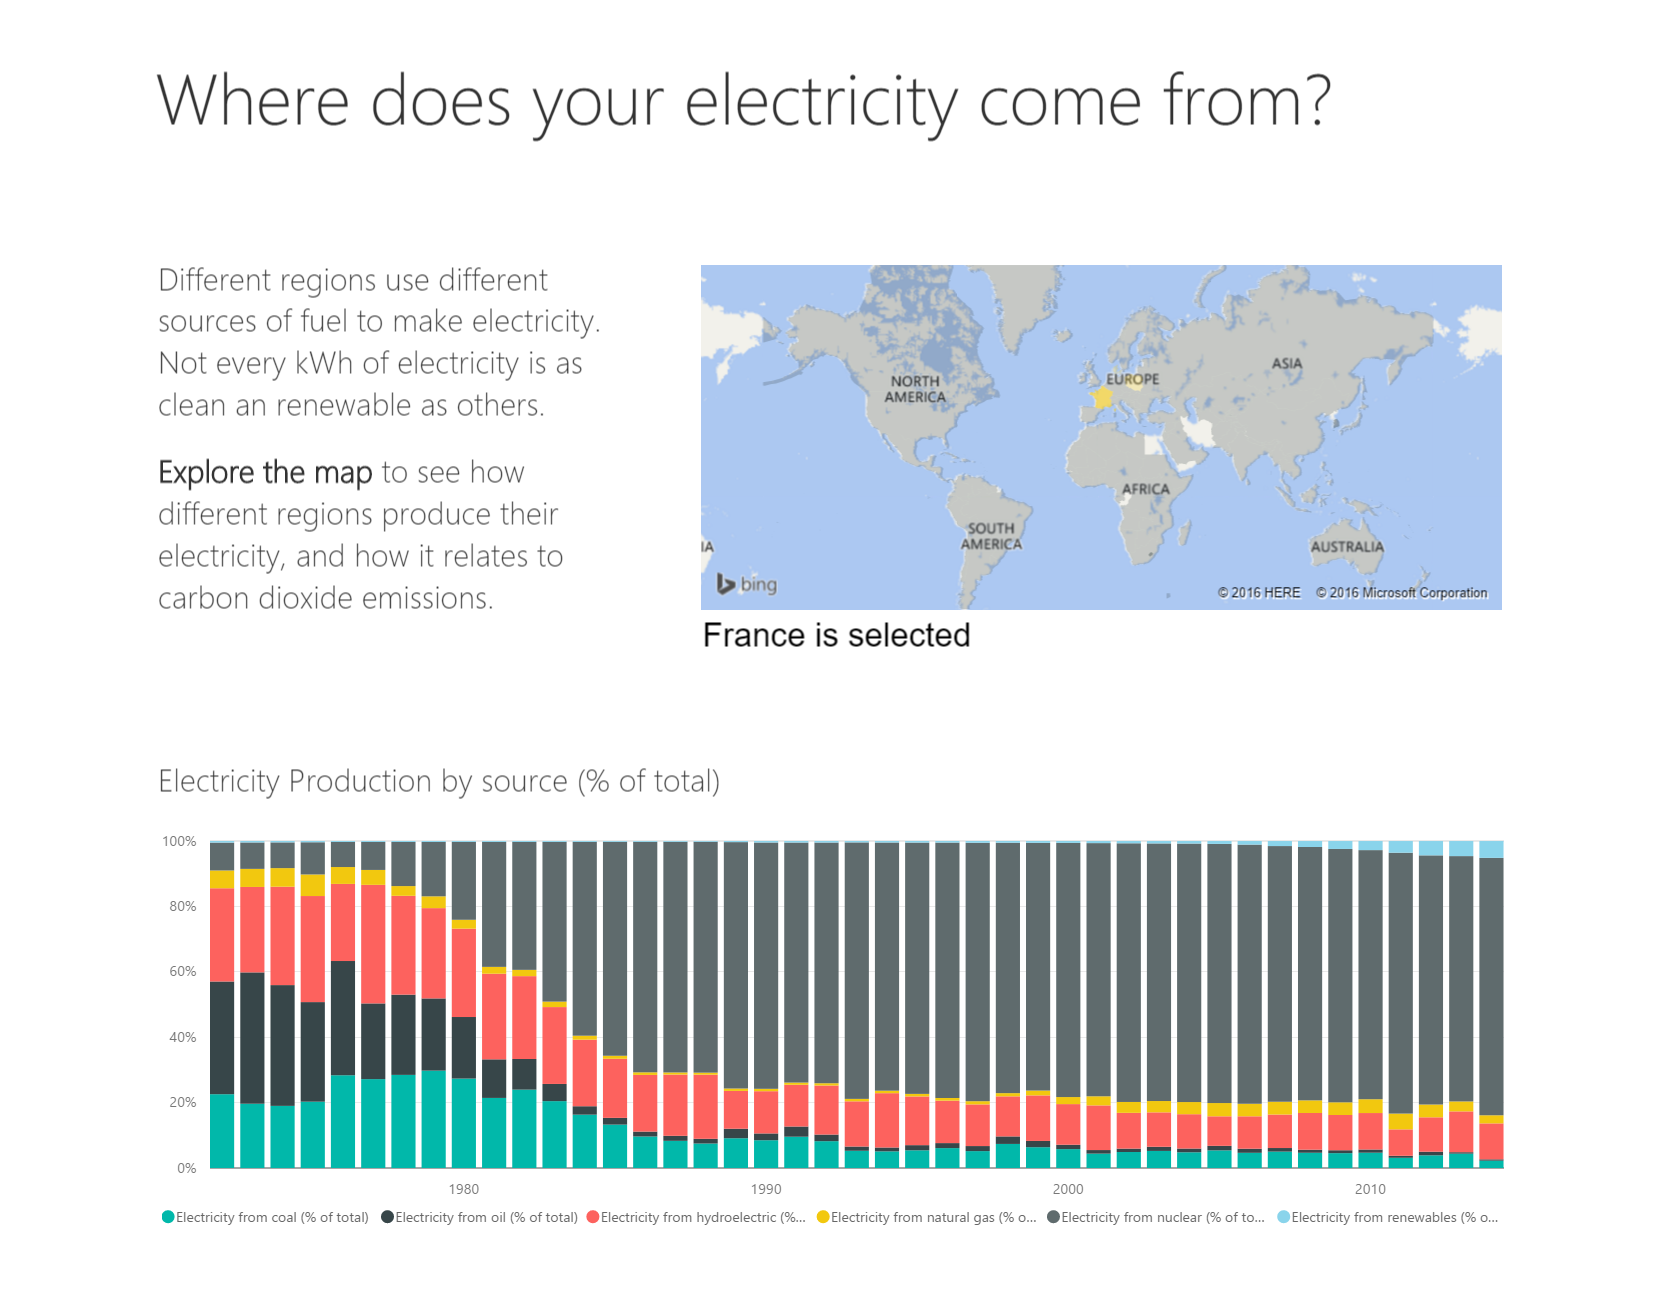 Where does your electricity come from?
Different regions use different
sources of fuel to make electricity.
Not every kWh of electricity is as
clean an renewable as others.
Explore the map to see how
different regions produce their
electricity, and how it relates to
carbon dioxide emissions.
NORTH
AMERICA
EUROPE
ASIA
AFRICA
SOUTH
AMERICA
IA
AUSTRALIA
bing
© 2016 HERE © 2016 Microsoft Corporation
France is selected
Electricity Production by source (% of total)
100%
80%
60%
40%
20%
0%
1980 1990 2000 2010
Electricity from coal (% of total) Electricity from oil (% of total) Electricity from hydroelectric (%... Electricity from natural gas (% o... Electricity from nuclear (% of to... Electricity from renewables (% o...